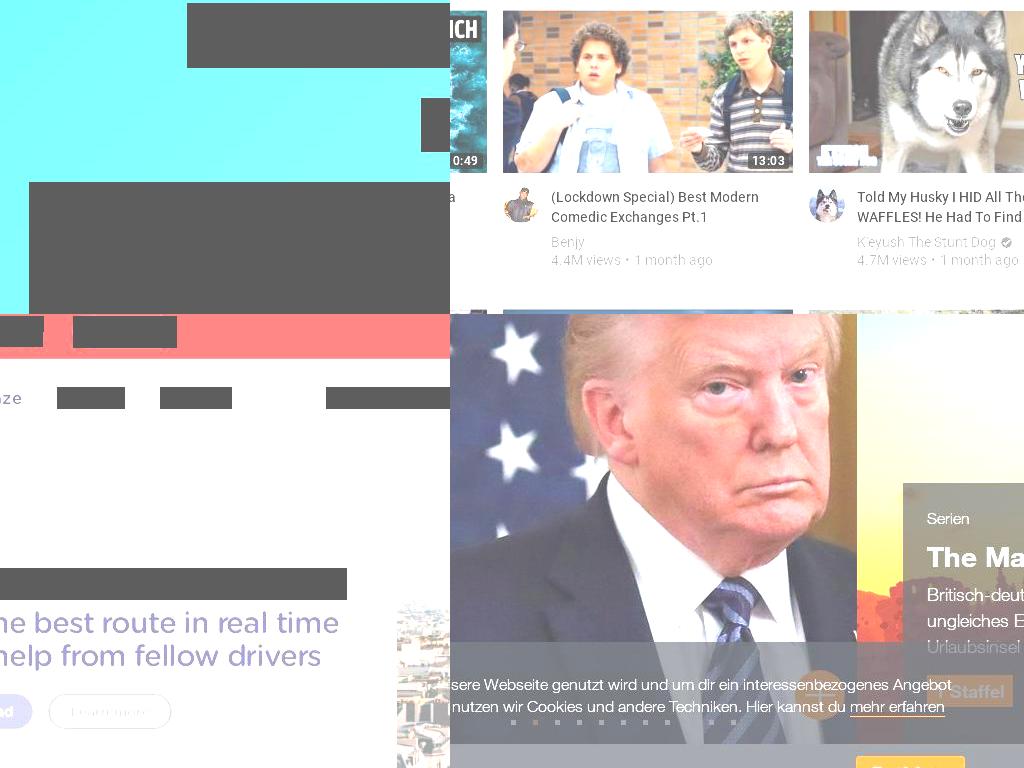 ICH
0:49
13:03
a
(Lockdown Special) Best Modern
Comedic Exchanges Pt.1
Benjy
4.4M views • 1 month ago
Told My Husky I HID All The
WAFFLES! He Had To Find
K'eyush The Stunt Dog
4.7M views • 1 month ago
aze
he best route in real time
help from fellow drivers
ad
Learn more
Serien
The Ma
Britisch-deut
ungleiches E
Urlaubsinsel
1 Staffel
sere Webseite genutzt wird und um dir ein interessenbezogenes Angebot
nutzen wir Cookies und andere Techniken. Hier kannst du mehr erfahren